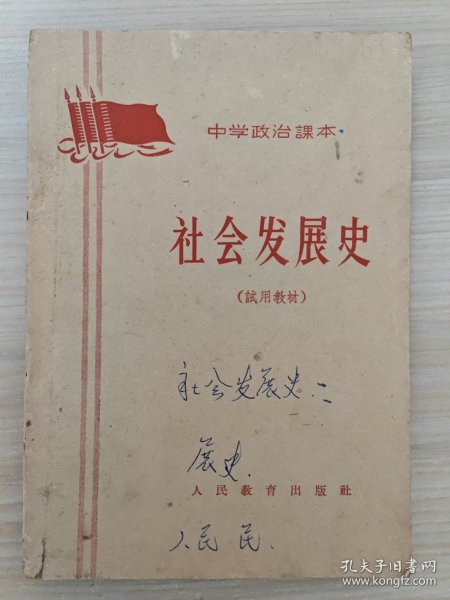 中学政治課本
社会发展史
（試用教材）
社会发展史二
展史.
人民教育出版社
人民民.
孔夫子旧书网
www.kongfz.com